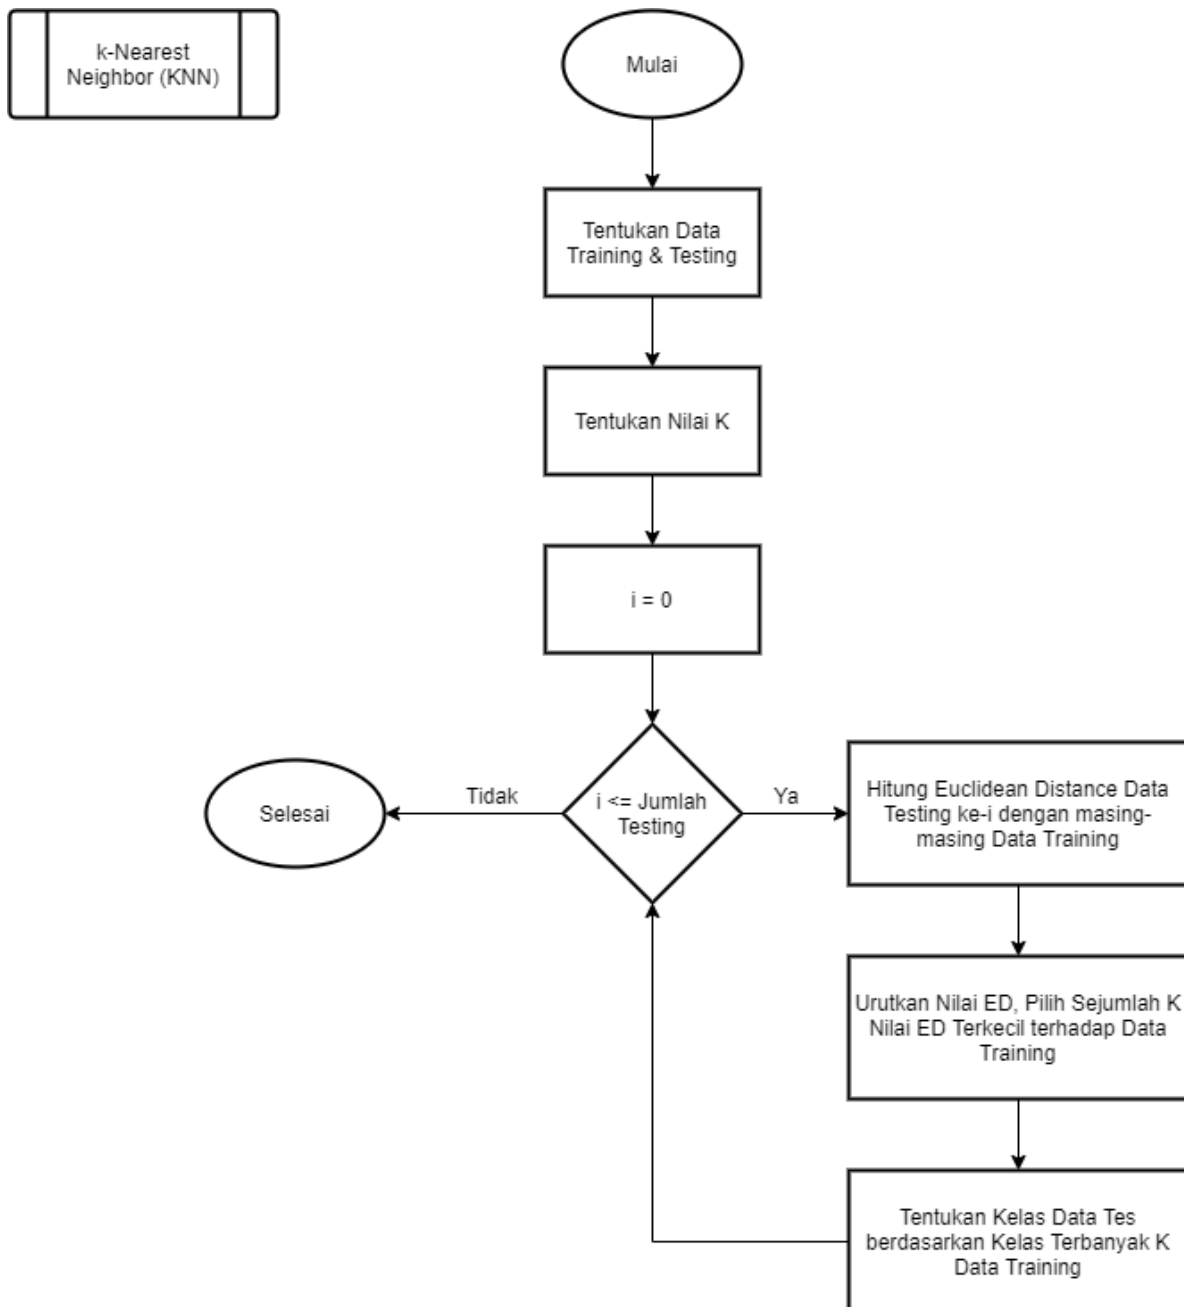 k-Nearest
Neighbor (KNN)
Mulai
Tentukan Data
Training & Testing
Tentukan Nilai K
i = 0
i <= Jumlah
Testing
Tidak
Ya
Selesai
Hitung Euclidean Distance Data
Testing ke-i dengan masing-
masing Data Training
Urutkan Nilai ED, Pilih Sejumlah K
Nilai ED Terkecil terhadap Data
Training
Tentukan Kelas Data Tes
berdasarkan Kelas Terbanyak K
Data Training